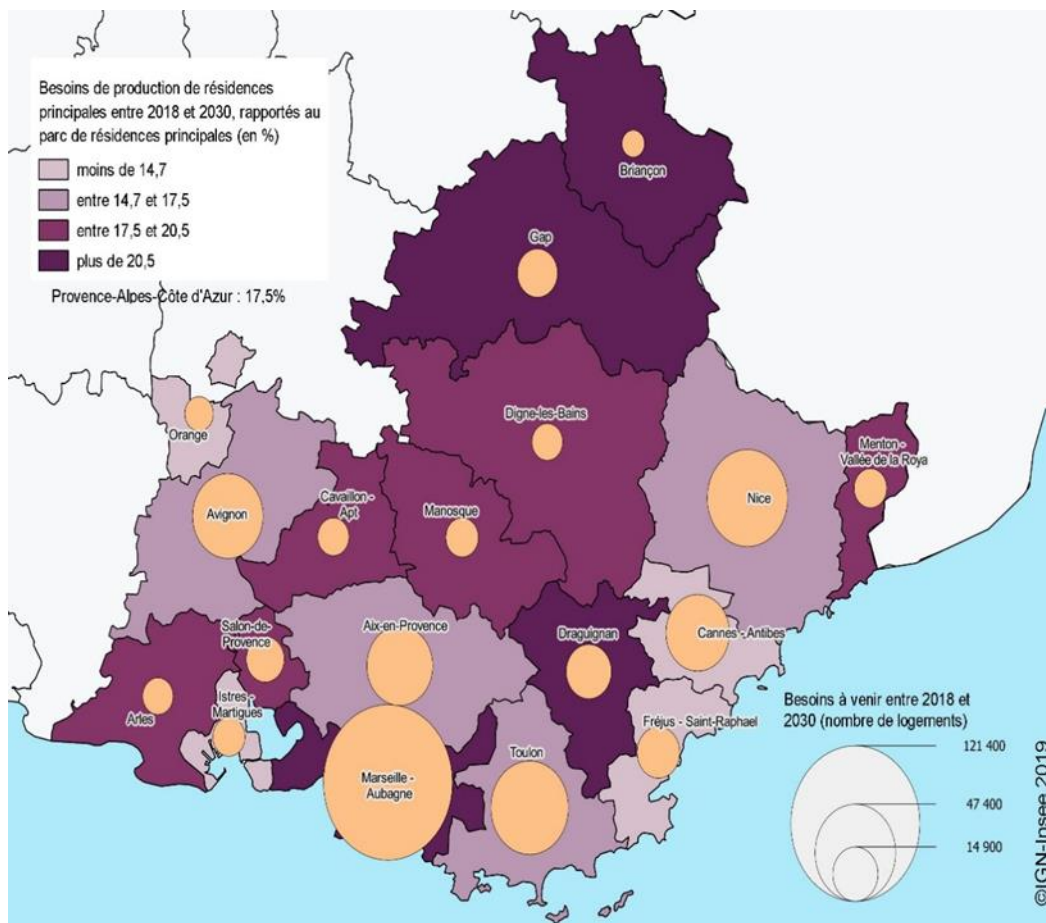 Besoins de production de résidences
principales entre 2018 et 2030, rapportés au
parc de résidences principales (en %)
moins de 14,7
entre 14,7 et 17,5
entre 17,5 et 20,5
plus de 20,5
Provence-Alpes-Côte d'Azur : 17,5%
Briançon
Gap
Digne-les-Bains
Orange
Menton -
Vallée de la Roya
Avignon
Cavaillon -
Apt
Manosque
Nice
Salon-de-
Provence
Aix-en-Provence
Draguignan
Cannes - Antibes
Arles
Istres -
Martigues
Marseille -
Aubagne
Toulon
Fréjus - Saint-Raphael
Besoins à venir entre 2018 et
2030 (nombre de logements)
121 400
47 400
14 900
©IGN-Insee 2019